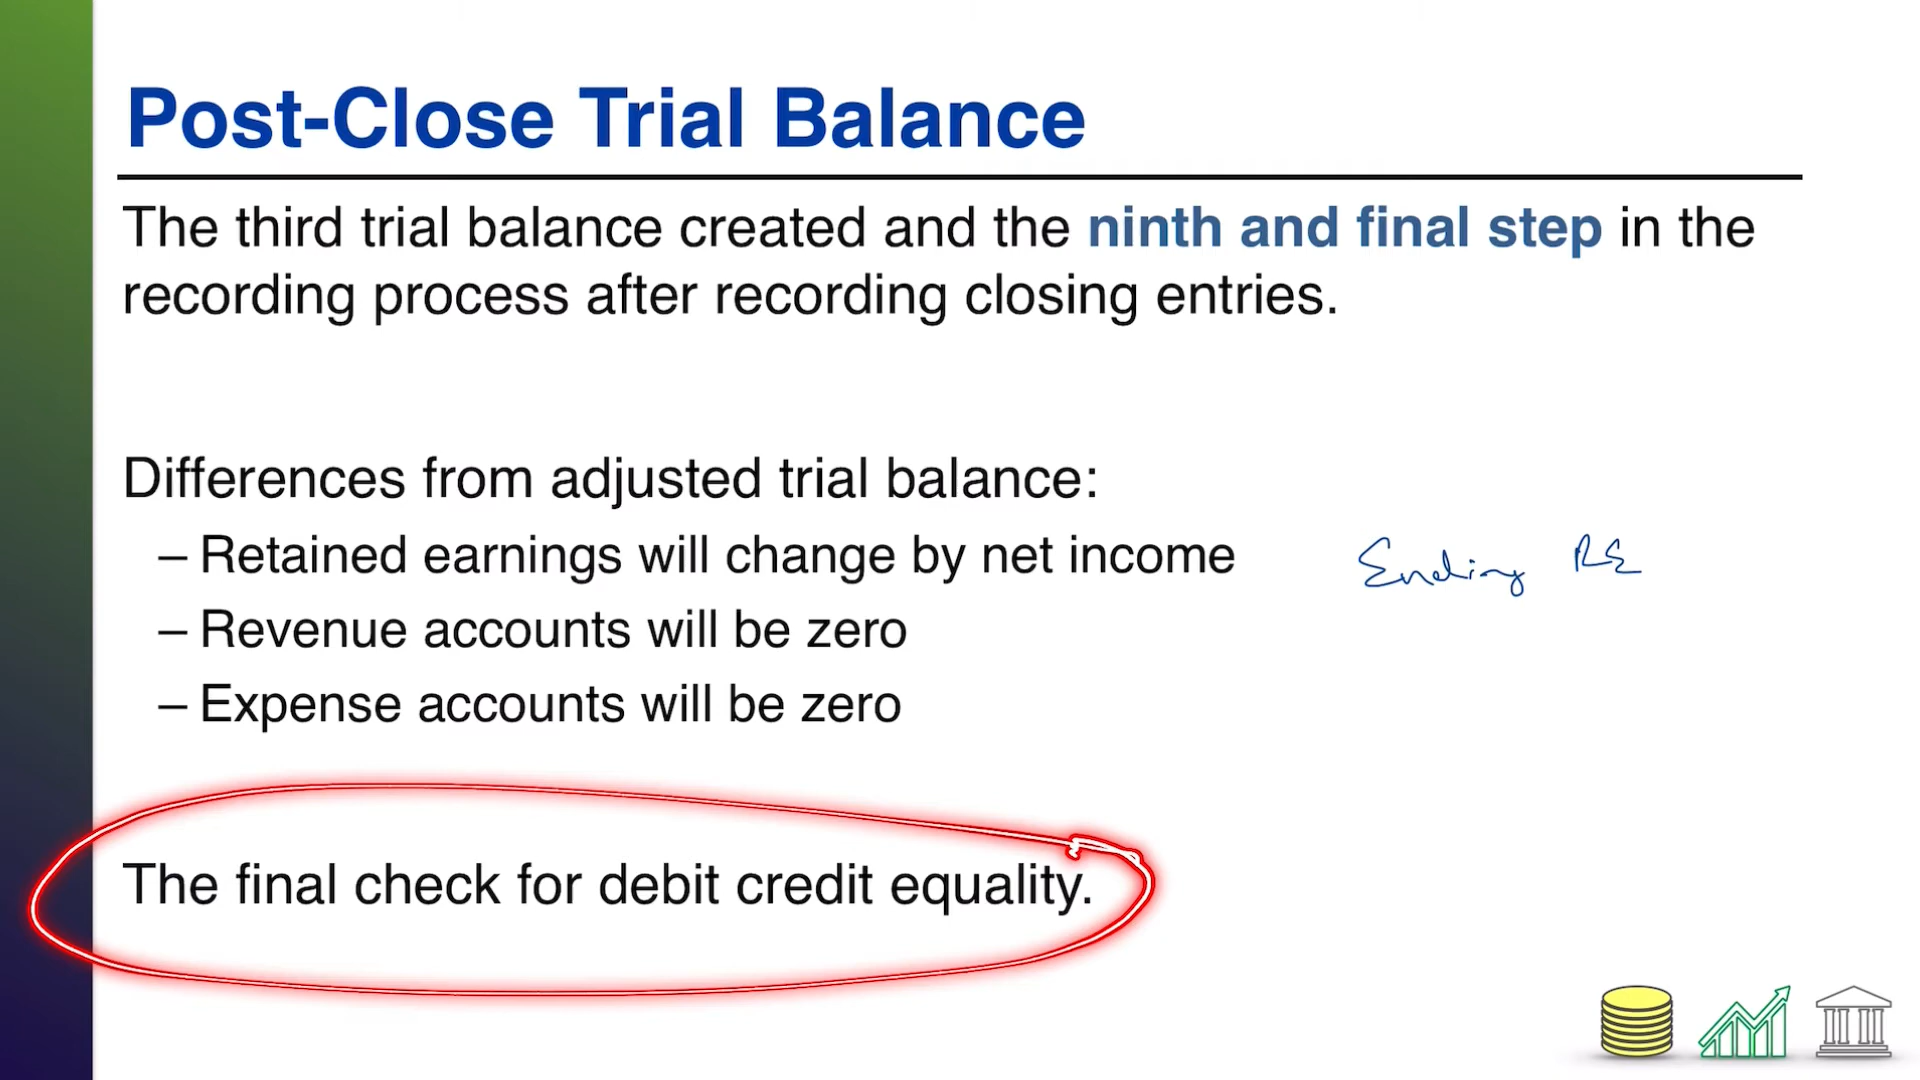 Post-Close Trial Balance
The third trial balance created and the ninth and final step in the
recording process after recording closing entries.
Differences from adjusted trial balance:
– Retained earnings will change by net income
Ending RE
– Revenue accounts will be zero
– Expense accounts will be zero
The final check for debit credit equality.